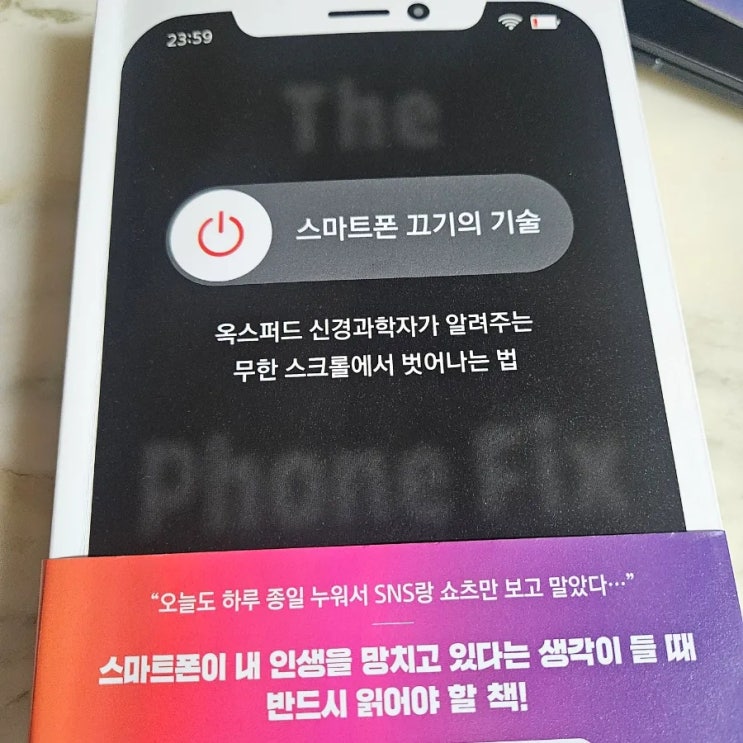 23:59
The
스마트폰 끄기의 기술
옥스퍼드 신경과학자가 알려주는
무한 스크롤에서 벗어나는 법
Phone Fix
“오늘도 하루 종일 누워서 SNS랑 쇼츠만 보고 말았다…”
스마트폰이 내 인생을 망치고 있다는 생각이 들 때
반드시 읽어야 할 책!